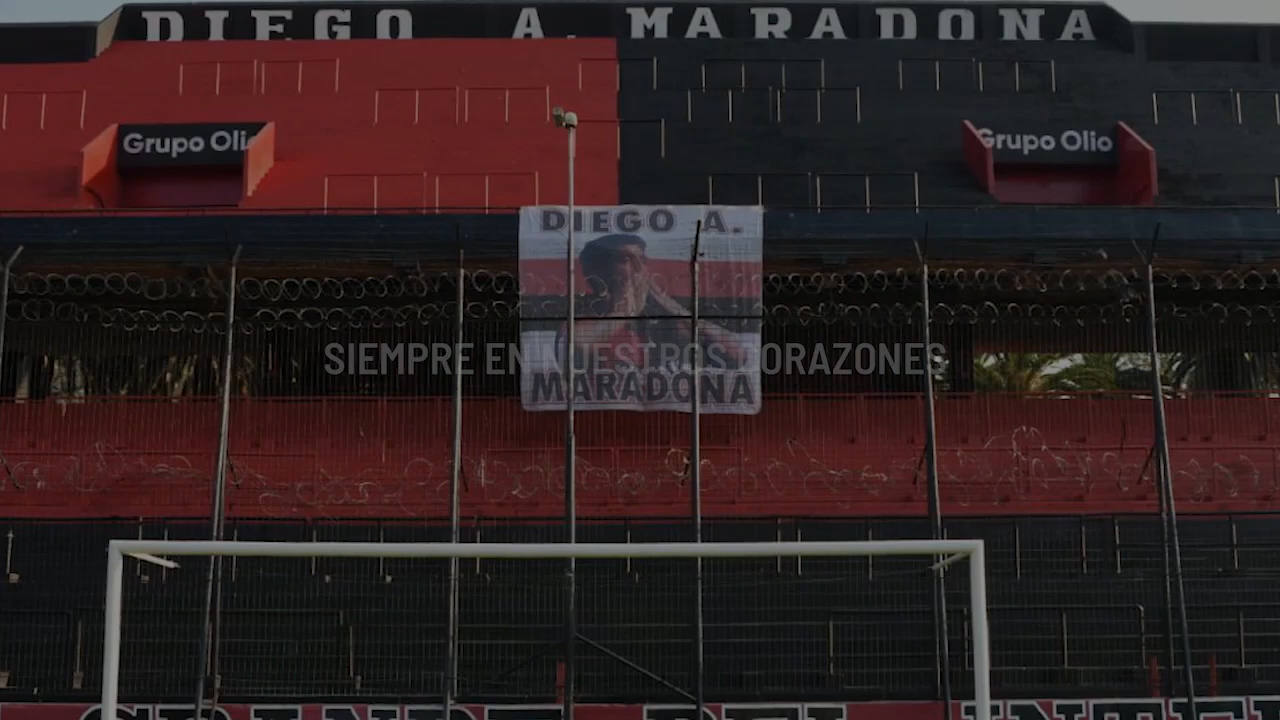 DIEGO A. MARADONA
Grupo Olio
Grupo Olio
DIEGO A.
SIEMPRE EN NUESTROS CORAZONES
MARADONA